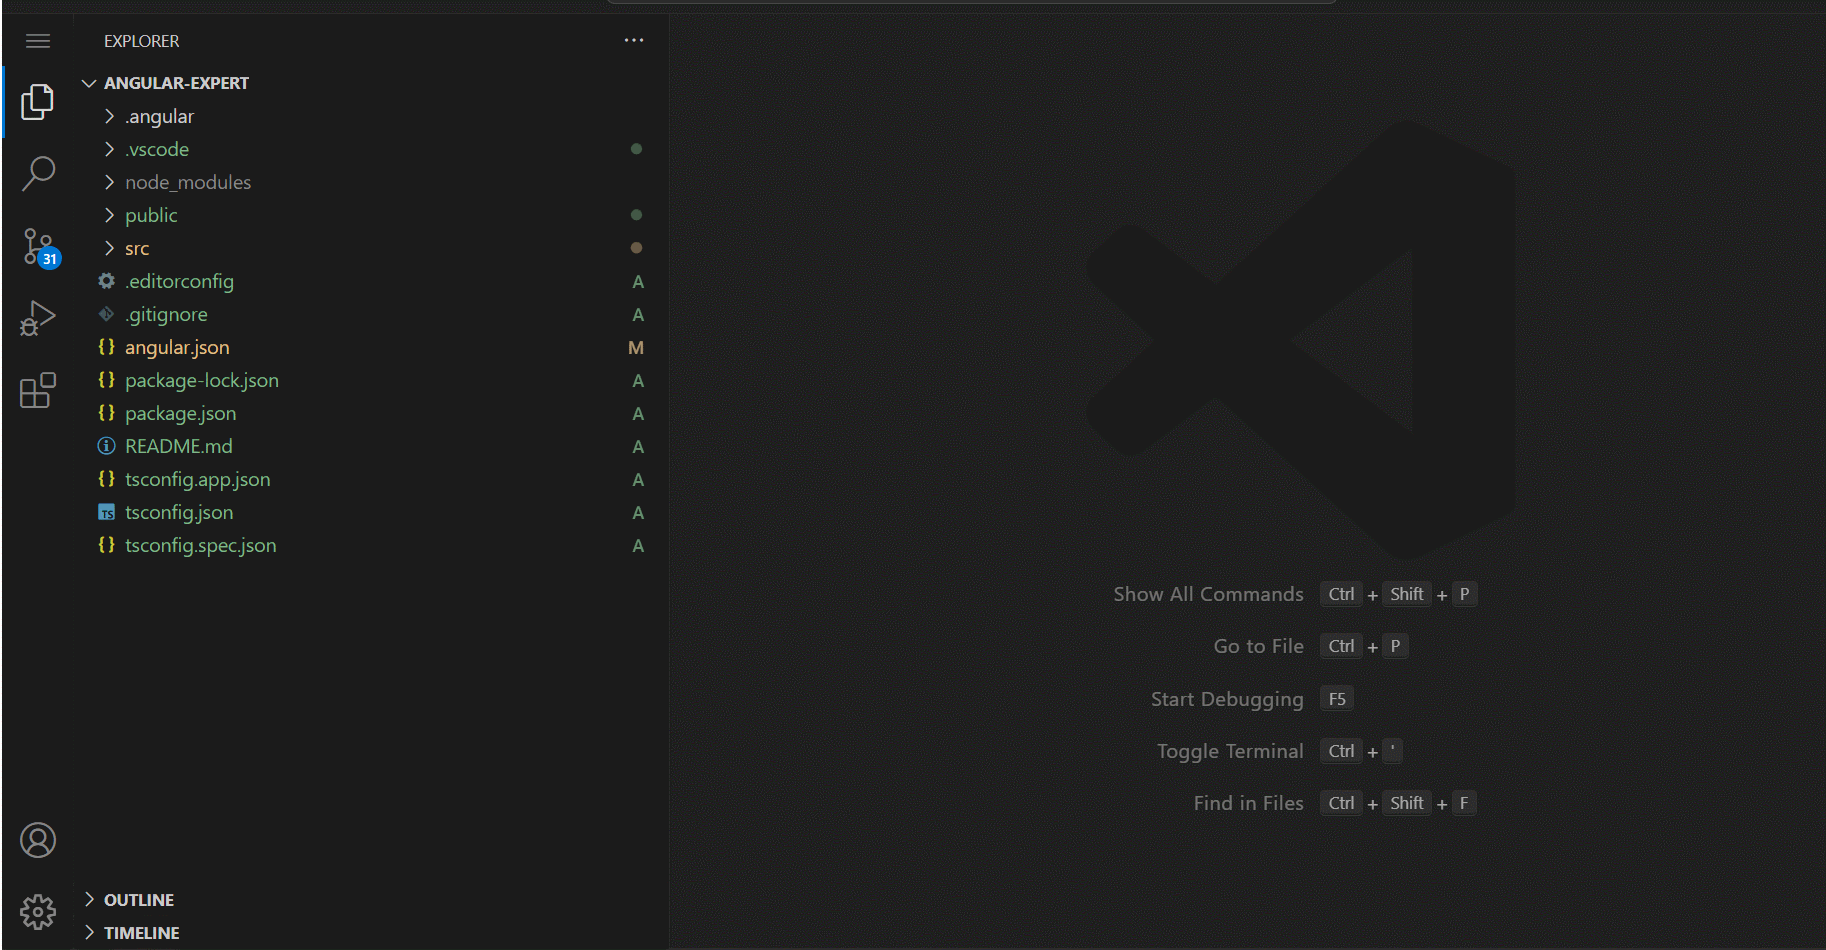 EXPLORER
ANGULAR-EXPERT
.angular
.vscode
node_modules
public
src
.editorconfig A
.gitignore A
angular.json M
package-lock.json A
package.json A
README.md A
tsconfig.app.json A
TS tsconfig.json A
tsconfig.spec.json A
31
OUTLINE
TIMELINE
Show All Commands Ctrl + Shift + P
Go to File Ctrl + P
Start Debugging F5
Toggle Terminal Ctrl + '
Find in Files Ctrl + Shift + F